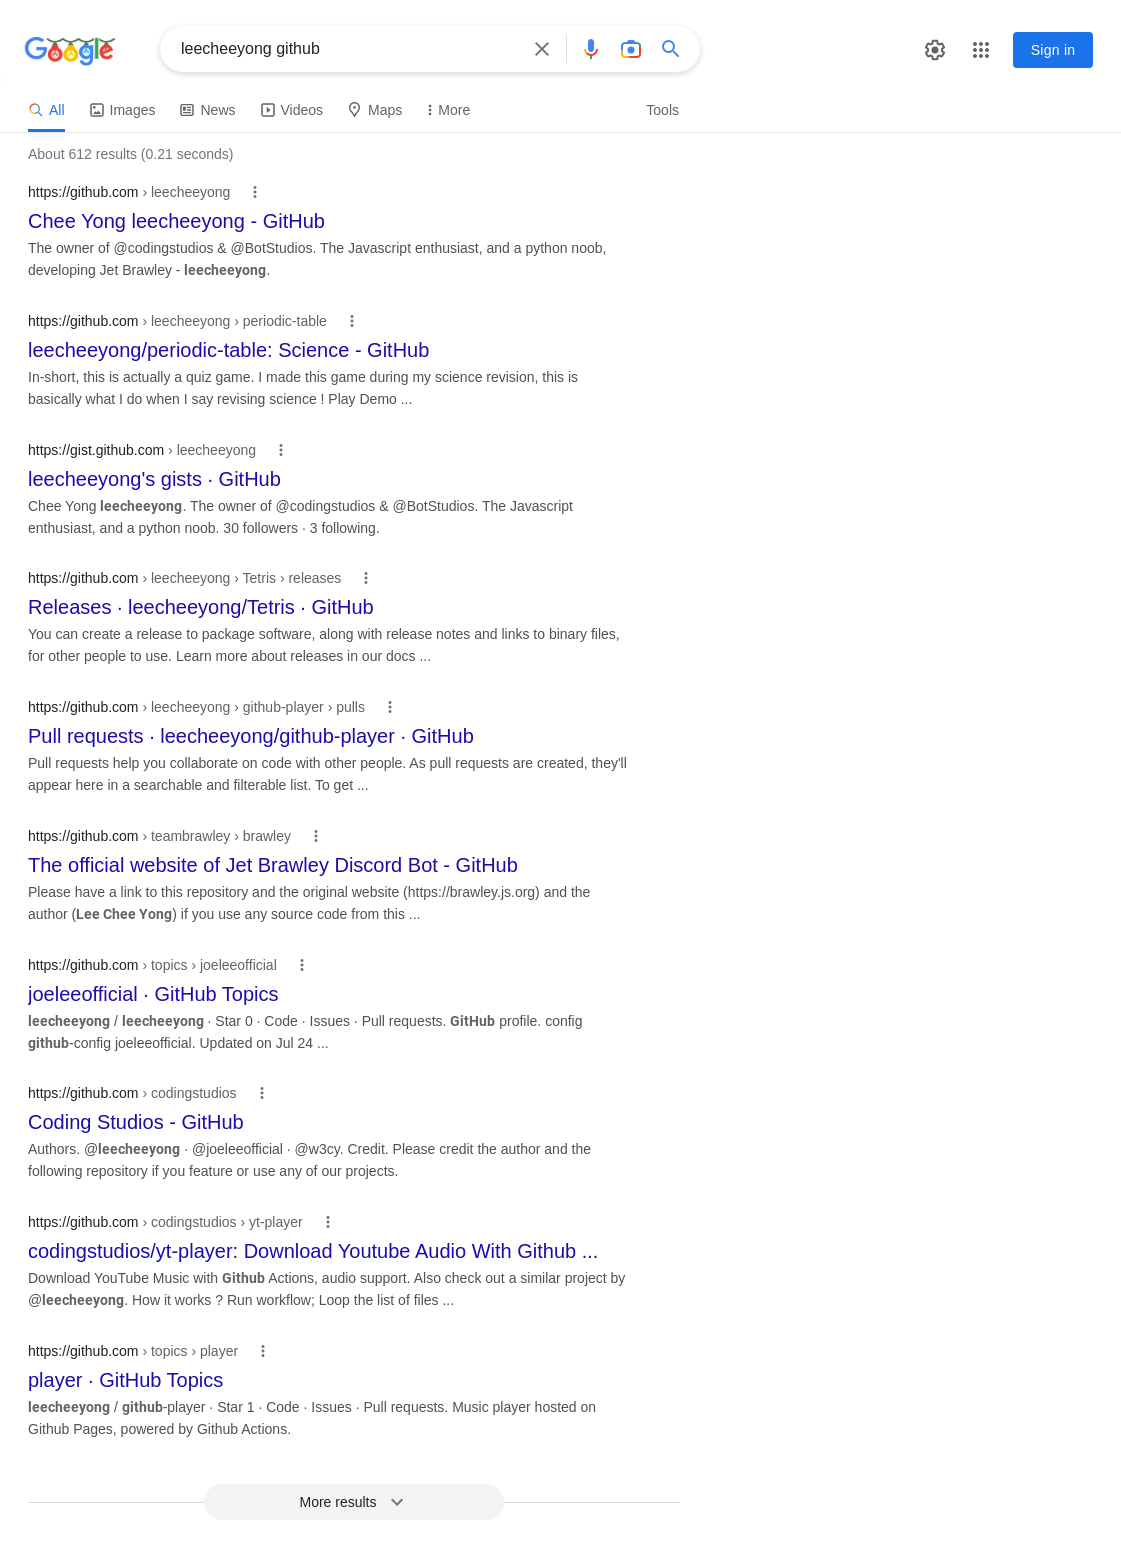 Google
leecheeyong github
Sign in
All Images News Videos Maps More Tools
About 612 results (0.21 seconds)
https://github.com › leecheeyong
Chee Yong leecheeyong - GitHub
The owner of @codingstudios & @BotStudios. The Javascript enthusiast, and a python noob,
developing Jet Brawley - leecheeyong.
https://github.com › leecheeyong › periodic-table
leecheeyong/periodic-table: Science - GitHub
In-short, this is actually a quiz game. I made this game during my science revision, this is
basically what I do when I say revising science ! Play Demo ...
https://gist.github.com › leecheeyong
leecheeyong's gists · GitHub
Chee Yong leecheeyong. The owner of @codingstudios & @BotStudios. The Javascript
enthusiast, and a python noob. 30 followers · 3 following.
https://github.com › leecheeyong › Tetris › releases
Releases · leecheeyong/Tetris · GitHub
You can create a release to package software, along with release notes and links to binary files,
for other people to use. Learn more about releases in our docs ...
https://github.com › leecheeyong › github-player › pulls
Pull requests · leecheeyong/github-player · GitHub
Pull requests help you collaborate on code with other people. As pull requests are created, they'll
appear here in a searchable and filterable list. To get ...
https://github.com › teambrawley › brawley
The official website of Jet Brawley Discord Bot - GitHub
Please have a link to this repository and the original website (https://brawley.js.org) and the
author (Lee Chee Yong) if you use any source code from this ...
https://github.com › topics › joeleeofficial
joeleeofficial · GitHub Topics
leecheeyong / leecheeyong · Star 0 · Code · Issues · Pull requests. GitHub profile. config
github-config joeleeofficial. Updated on Jul 24 ...
https://github.com › codingstudios
Coding Studios - GitHub
Authors. @leecheeyong · @joeleeofficial · @w3cy. Credit. Please credit the author and the
following repository if you feature or use any of our projects.
https://github.com › codingstudios › yt-player
codingstudios/yt-player: Download Youtube Audio With Github ...
Download YouTube Music with Github Actions, audio support. Also check out a similar project by
@leecheeyong. How it works ? Run workflow; Loop the list of files ...
https://github.com › topics › player
player · GitHub Topics
leecheeyong / github-player · Star 1 · Code · Issues · Pull requests. Music player hosted on
Github Pages, powered by Github Actions.
More results